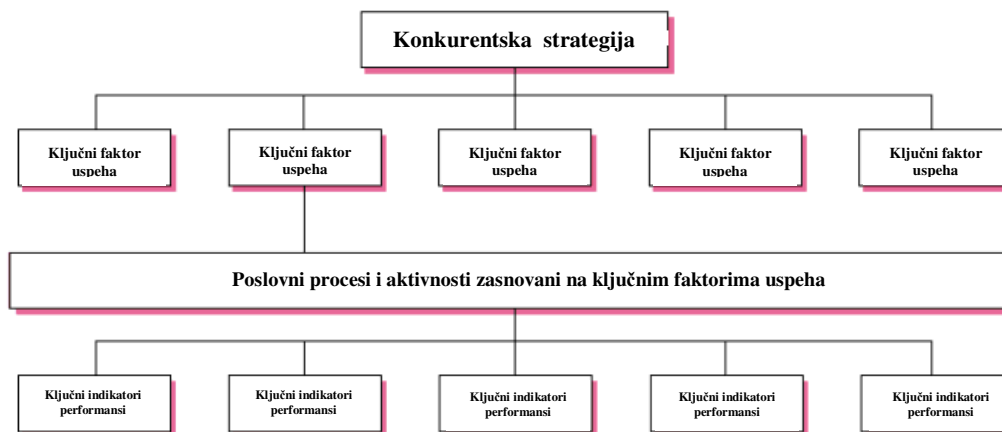 Konkurentska strategija
Ključni faktor
uspeha
Ključni faktor
uspeha
Ključni faktor
uspeha
Ključni faktor
uspeha
Ključni faktor
uspeha
Poslovni procesi i aktivnosti zasnovani na ključnim faktorima uspeha
Ključni indikatori
performansi
Ključni indikatori
performansi
Ključni indikatori
performansi
Ključni indikatori
performansi
Ključni indikatori
performansi